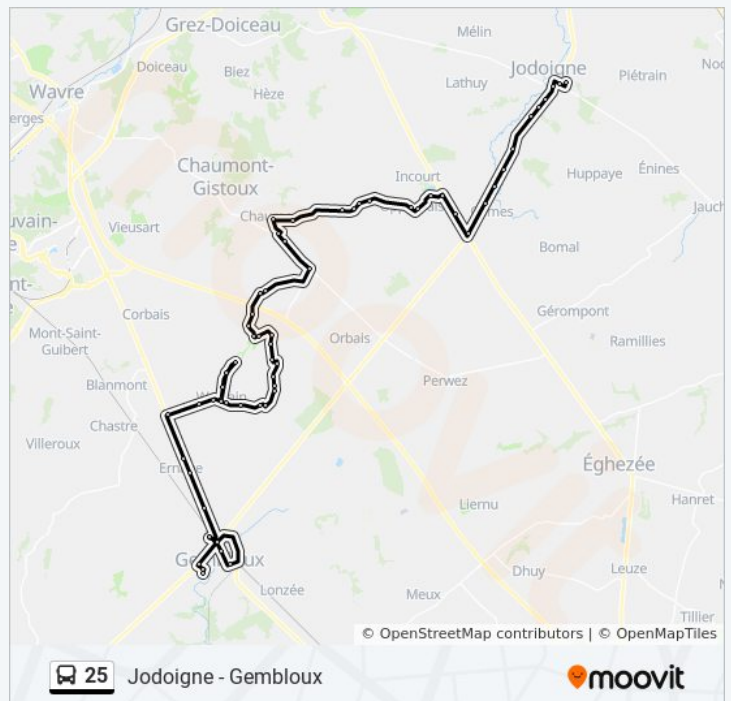 Grez-Doiceau
Mélin
Doiceau
Jodoigne
Piétrain
Biez
Lathuy
Wavre
Hèze
Chaumont-
Gistoux
Incourt
Énines
Huppaye
Vieusart
Bomal
Corbais
Gérompont
Mont-Saint-
Guibert
Orbais
Ramillies
Blanmont
Perwez
Chastre
Villeroux
Éghezée
Hanret
Liernu
Dhuy
Leuze
Lonzée
Meux
Tillier
© OpenStreetMap contributors | © OpenMapTiles
25 Jodoigne - Gembloux
moovit